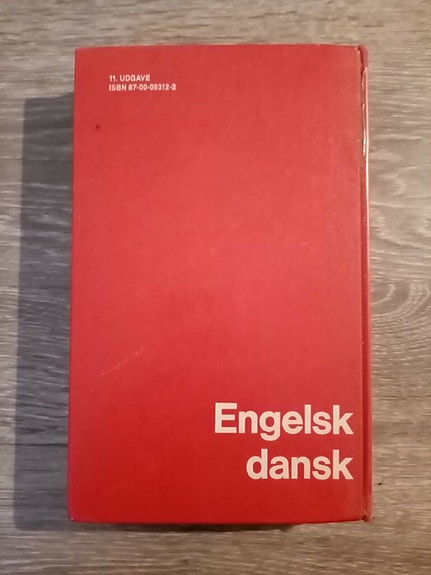 11. UDGAVE
ISBN 87-00-09312-2
Engelsk
dansk